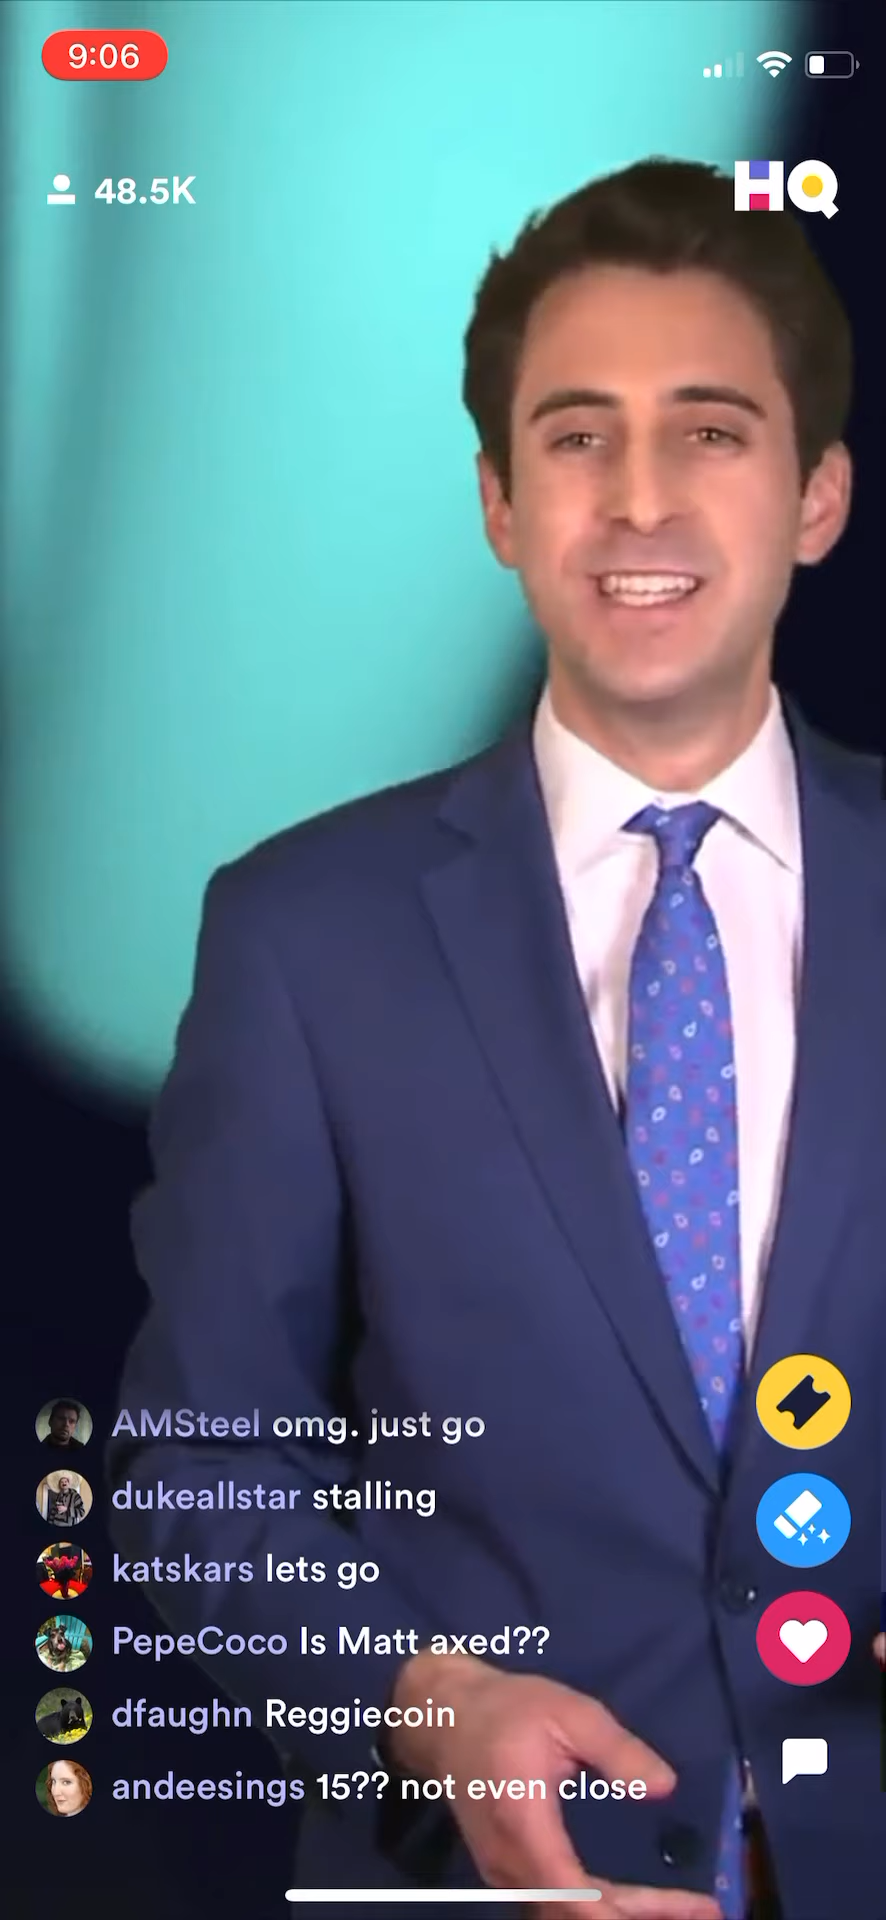 9:06
48.5K
HQ
AMSteel omg. just go
dukeallstar stalling
katskars lets go
PepeCoco Is Matt axed??
dfaughn Reggiecoin
andeesings 15?? not even close